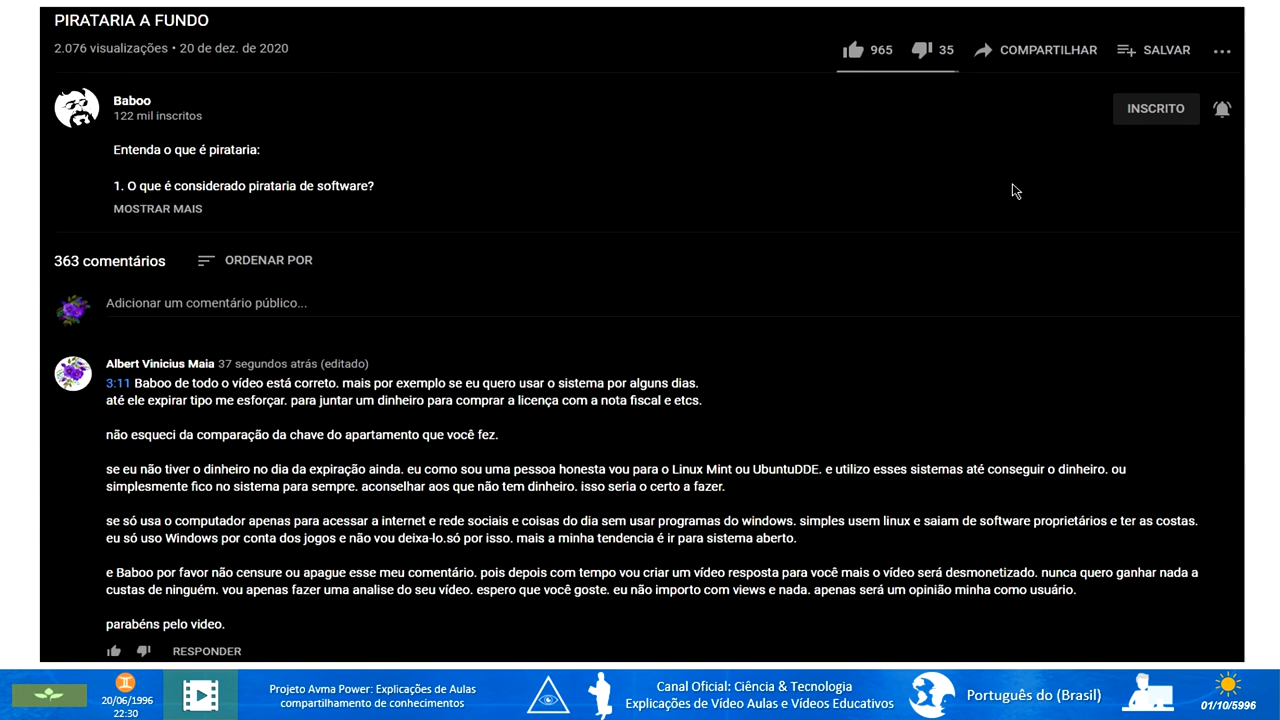 PIRATARIA A FUNDO
2.076 visualizações • 20 de dez. de 2020
965
35
COMPARTILHAR
SALVAR
Baboo
122 mil inscritos
INSCRITO
Entenda o que é pirataria:
1. O que é considerado pirataria de software?
MOSTRAR MAIS
363 comentários
ORDENAR POR
Adicionar um comentário público...
Albert Vinicius Maia 37 segundos atrás (editado)
3:11 Baboo de todo o vídeo está correto. mais por exemplo se eu quero usar o sistema por alguns dias.
até ele expirar tipo me esforçar. para juntar um dinheiro para comprar a licença com a nota fiscal e etcs.
não esqueci da comparação da chave do apartamento que você fez.
se eu não tiver o dinheiro no dia da expiração ainda. eu como sou uma pessoa honesta vou para o Linux Mint ou UbuntuDDE. e utilizo esses sistemas até conseguir o dinheiro. ou
simplesmente fico no sistema para sempre. aconselhar aos que não tem dinheiro. isso seria o certo a fazer.
se só usa o computador apenas para acessar a internet e rede sociais e coisas do dia sem usar programas do windows. simples usem linux e saiam de software proprietários e ter as costas.
eu só uso Windows por conta dos jogos e não vou deixa-lo.só por isso. mais a minha tendencia é ir para sistema aberto.
e Baboo por favor não censure ou apague esse meu comentário. pois depois com tempo vou criar um vídeo resposta para você mais o vídeo será desmonetizado. nunca quero ganhar nada a
custas de ninguém. vou apenas fazer uma analise do seu vídeo. espero que você goste. eu não importo com views e nada. apenas será um opinião minha como usuário.
parabéns pelo video.
RESPONDER
20/06/1996
22:30
Projeto Avma Power: Explicações de Aulas
compartilhamento de conhecimentos
Canal Oficial: Ciência & Tecnologia
Explicações de Vídeo Aulas e Vídeos Educativos
Português do (Brasil)
01/10/5996